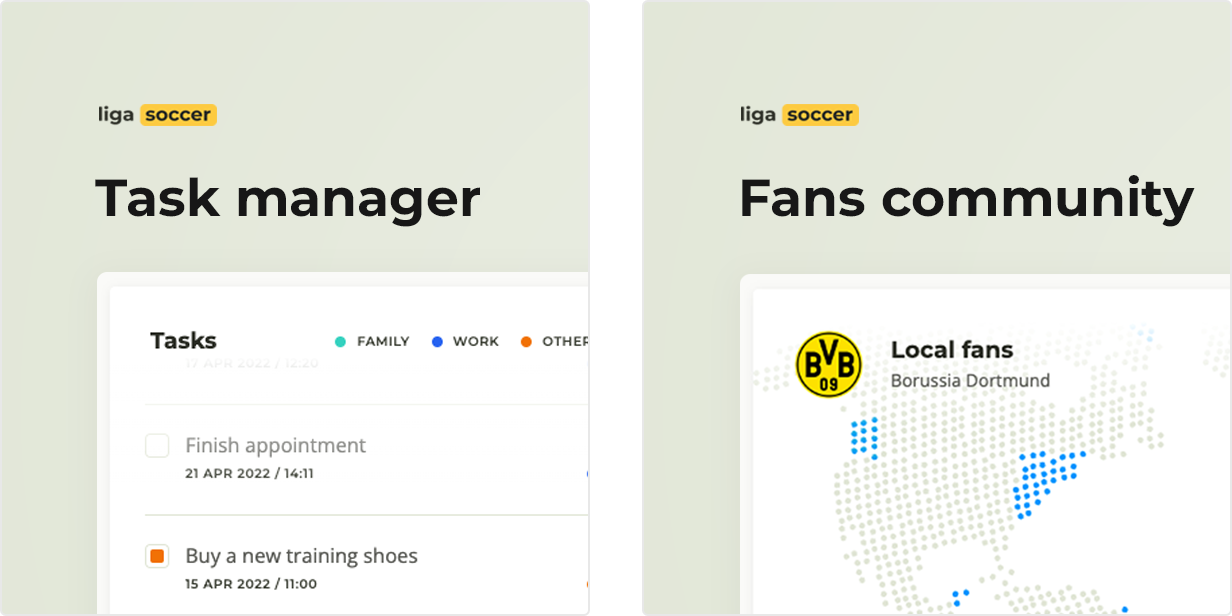 liga soccer
Task manager
Tasks
FAMILY
WORK
OTHER
17 APR 2022 / 12:20
Finish appointment
21 APR 2022 / 14:11
Buy a new training shoes
15 APR 2022 / 11:00
liga soccer
Fans community
BVB
09
Local fans
Borussia Dortmund